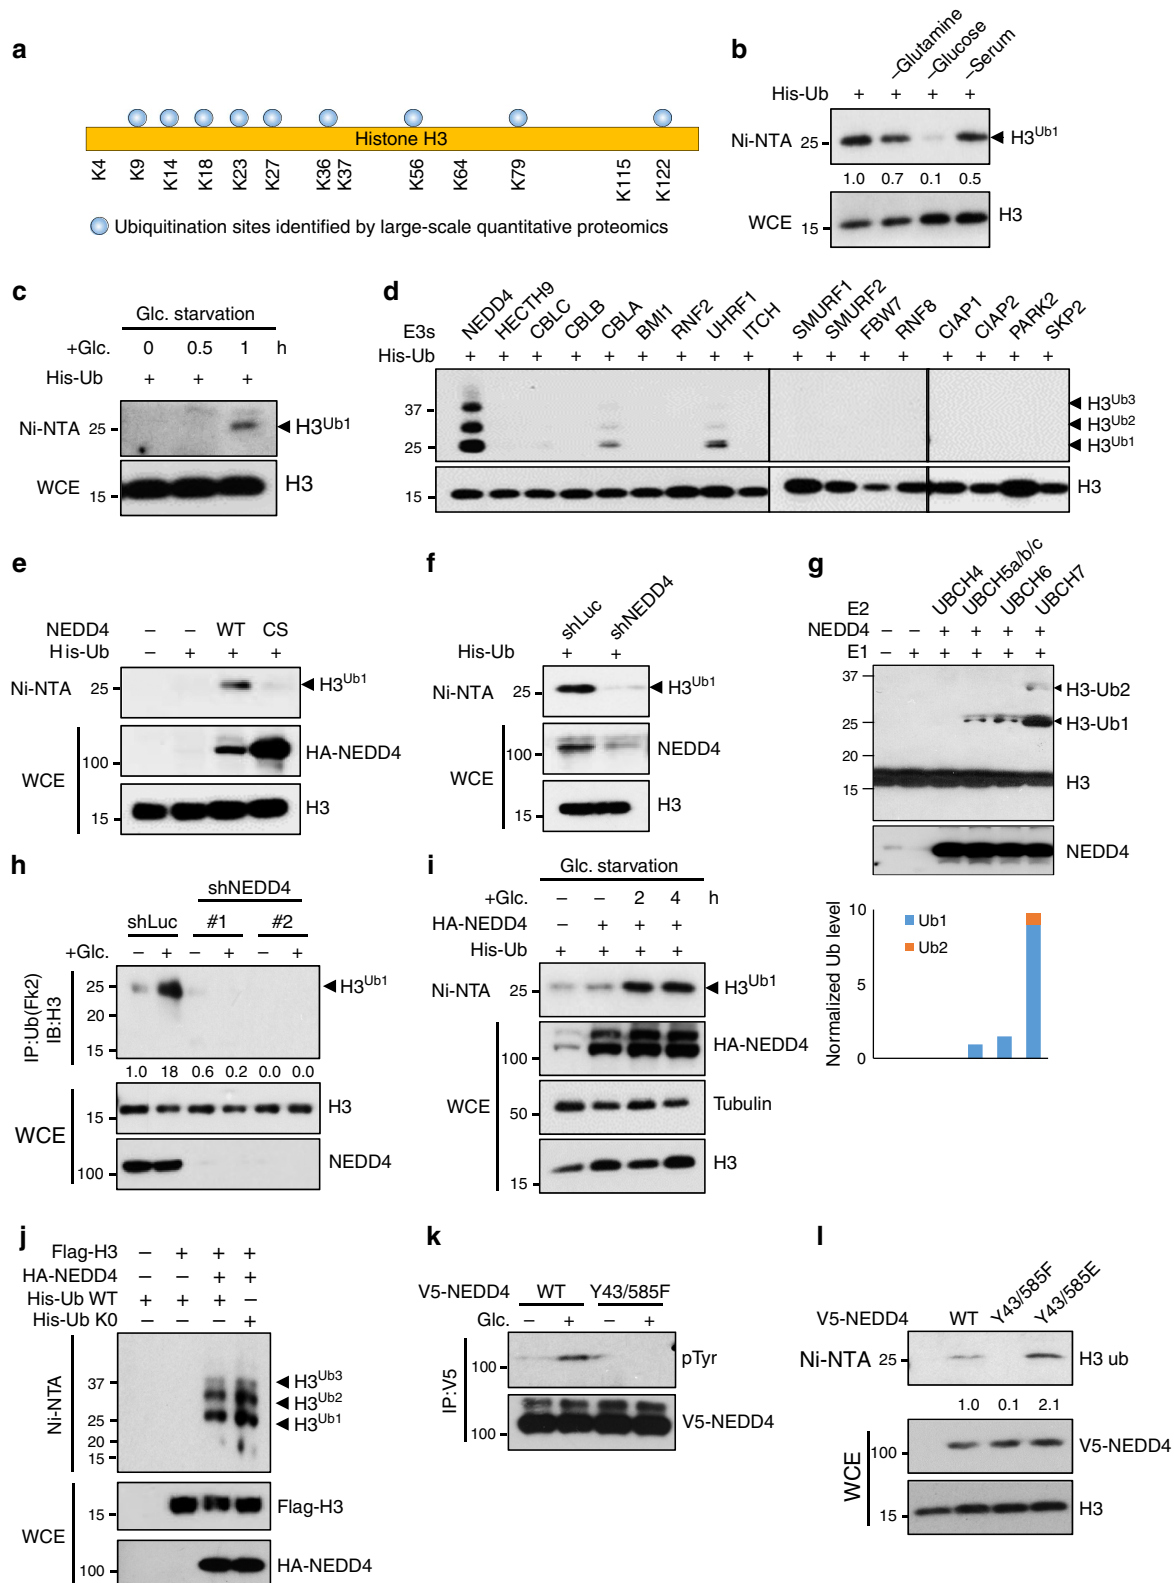 a
Histone H3
K4 K9 K14 K18 K23 K27 K36 K37 K56 K64 K79 K115 K122
Ubiquitination sites identified by large-scale quantitative proteomics
b
–Glutamine –Glucose –Serum
His-Ub + + + +
Ni-NTA 25 H3Ub1
1.0 0.7 0.1 0.5
WCE 15 H3
c
Glc. starvation
+Glc. 0 0.5 1 h
His-Ub + + +
Ni-NTA 25 H3Ub1
WCE 15 H3
d
E3s NEDD4 HECTH9 CBLC CBLB CBLA BMI1 RNF2 UHRF1 ITCH SMURF1 SMURF2 FBW7 RNF8 CIAP1 CIAP2 PARK2 SKP2
His-Ub + + + + + + + + + + + + + + + + +
37 H3Ub3
H3Ub2
25 H3Ub1
15 H3
e
NEDD4 – – WT CS
His-Ub – + + +
Ni-NTA 25 H3Ub1
100 HA-NEDD4
WCE
15 H3
f
shLuc shNEDD4
His-Ub + +
Ni-NTA 25 H3Ub1
100 NEDD4
WCE
15 H3
g
E2 UBCH4 UBCH5a/b/c UBCH6 UBCH7
NEDD4 – – + + + +
E1 – + + + + +
37
H3-Ub2
25 H3-Ub1
20
15 H3
NEDD4
Normalized Ub level
10
5
0
Ub1
Ub2
h
shNEDD4
shLuc #1 #2
+Glc. – + – + – +
IP:Ub(Fk2)
IB:H3
25 H3Ub1
20
15
1.0 18 0.6 0.2 0.0 0.0
15 H3
WCE
100 NEDD4
i
Glc. starvation
+Glc. – – 2 4 h
HA-NEDD4 – + + +
His-Ub + + + +
Ni-NTA 25 H3Ub1
100 HA-NEDD4
WCE 50 Tubulin
15 H3
j
Flag-H3 – + + +
HA-NEDD4 – – + +
His-Ub WT + + + –
His-Ub K0 – – – +
Ni-NTA
37 H3Ub3
H3Ub2
25 H3Ub1
20
15
15 Flag-H3
WCE
100 HA-NEDD4
k
V5-NEDD4 WT Y43/585F
Glc. – + – +
IP:V5
100 pTyr
100 V5-NEDD4
l
V5-NEDD4 WT Y43/585F Y43/585E
Ni-NTA 25 H3 ub
1.0 0.1 2.1
WCE
100 V5-NEDD4
15 H3